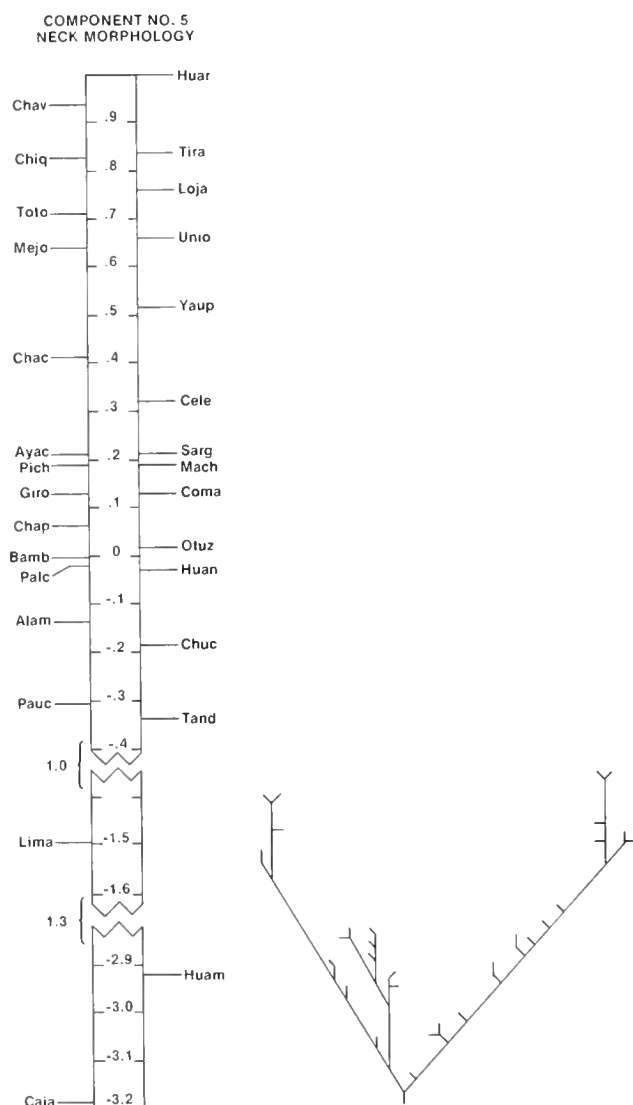 COMPONENT NO. 5
NECK MORPHOLOGY
Huar
Chav
.9
Tira
Chiq
.8
Loja
Toto
.7
Unio
Mejo
.6
Yaup
.5
Chac
.4
Cele
.3
Ayac
Sarg
.2
Pich
Mach
Giro
Coma
.1
Chap
Otuz
Bamb
0
Palc
Huan
-.1
Alam
Chuc
-.2
-.3
Pauc
Tand
-.4
1.0
Lima
-1.5
-1.6
1.3
-2.9
Huam
-3.0
-3.1
Caja
-3.2